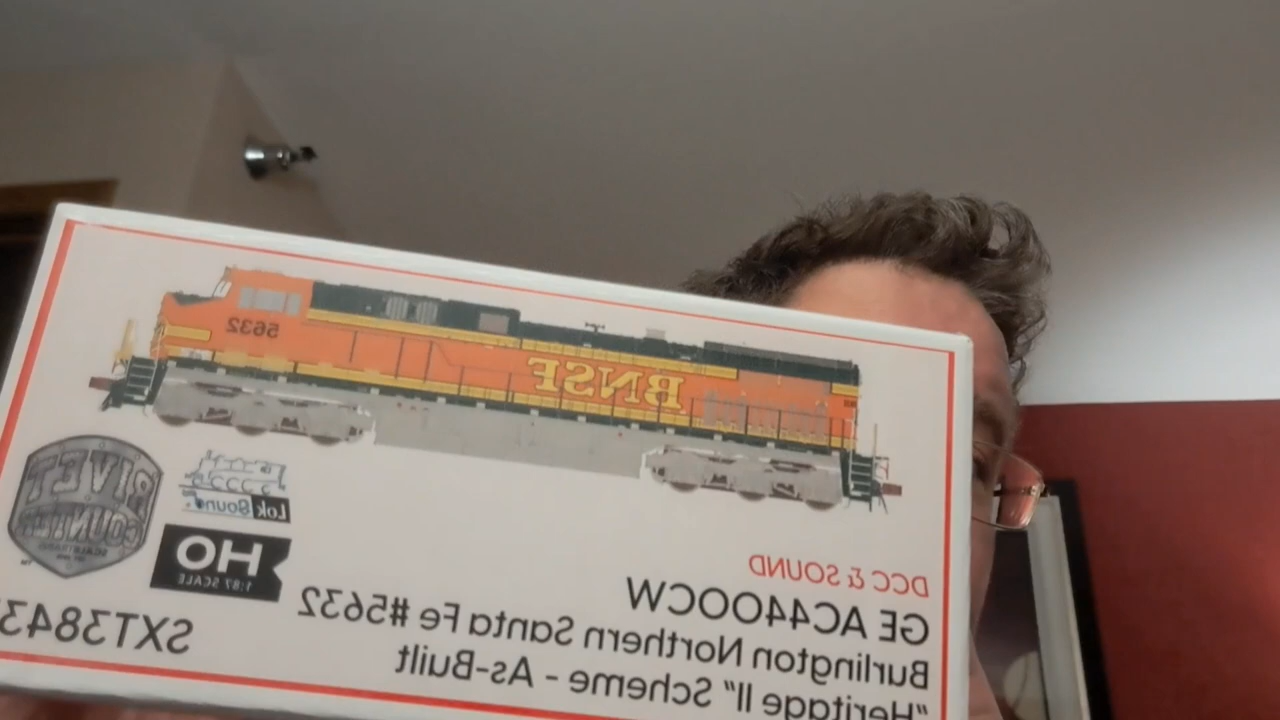 5632
BNSF
RIVET
COUNTER
SCALETRAINS
LokSound
HO
1:87 SCALE
DCC & SOUND
GE AC4400CW
Burlington Northern Santa Fe #5632
"Heritage II" Scheme - As-Built
SXT3843